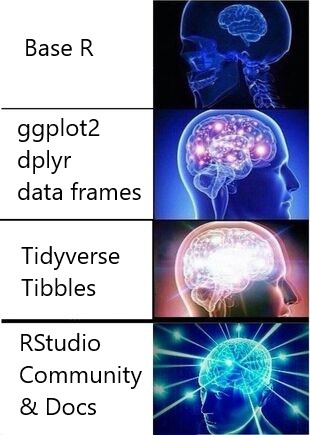 Base R
ggplot2
dplyr
data frames
Tidyverse
Tibbles
RStudio
Community
& Docs